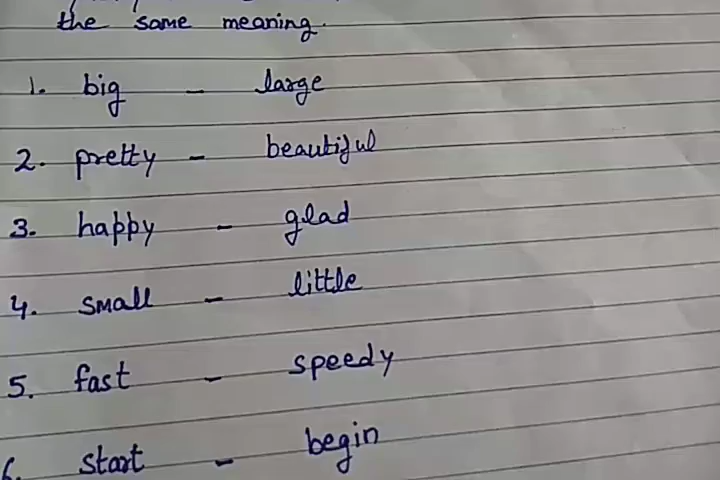 the same meaning.
1. big - large
2. pretty - beautiful
3. happy - glad
4. small - little
5. fast - speedy
6. start - begin